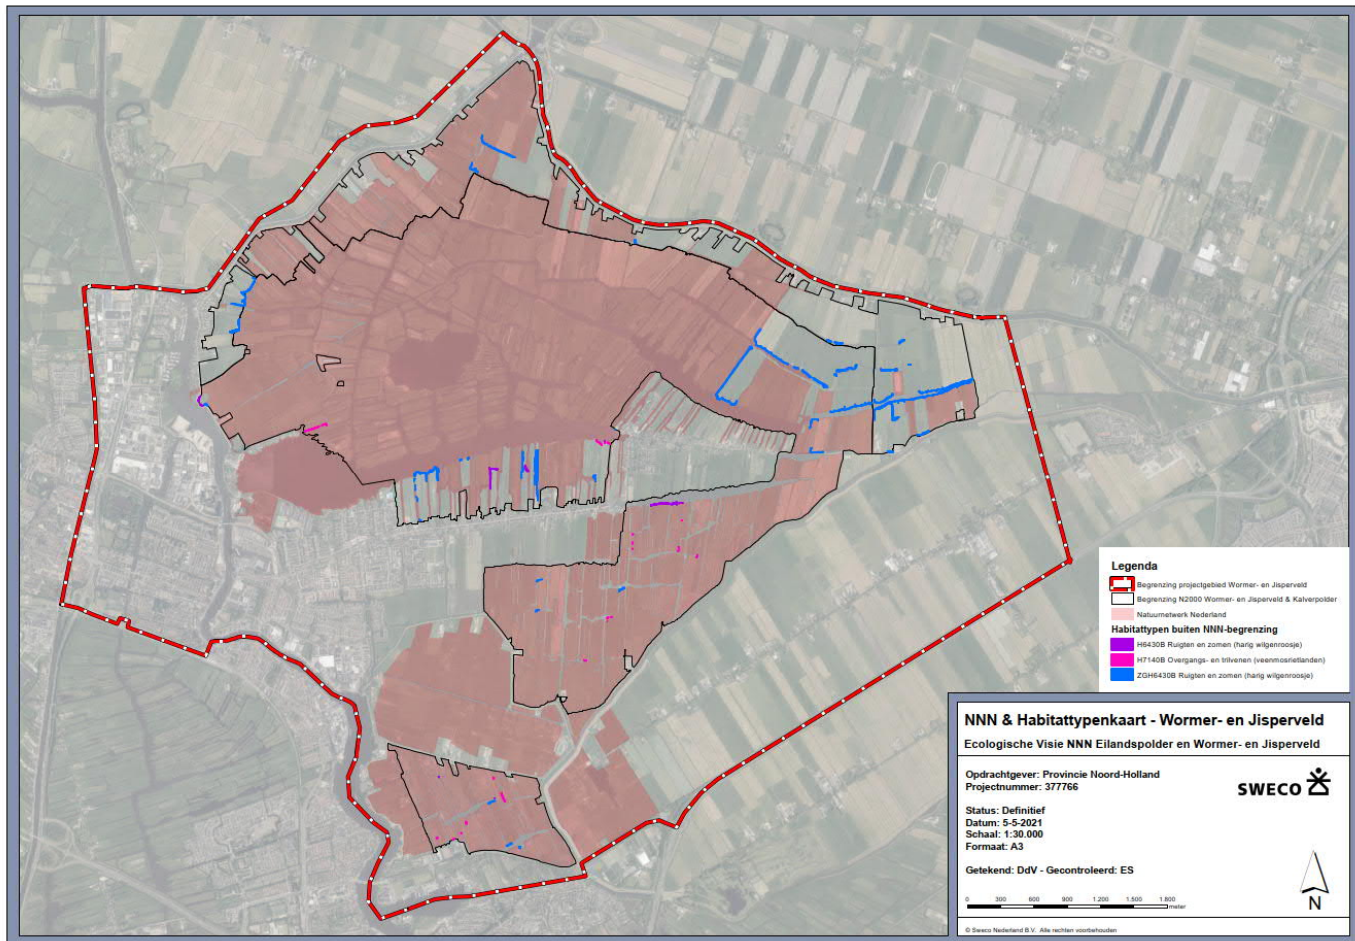 Legenda
Begrenzing projectgebied Wormer- en Jisperveld
Begrenzing N2000 Wormer- en Jisperveld & Kalverpolder
Natuurnetwerk Nederland
Habitattypen buiten NNN-begrenzing
H6430B Ruigten en zomen (harig wilgenroosje)
H7140B Overgangs- en trilvenen (veenmosrietlanden)
ZGH6430B Ruigten en zomen (harig wilgenroosje)
NNN & Habitattypenkaart - Wormer- en Jisperveld
Ecologische Visie NNN Eilandspolder en Wormer- en Jisperveld
Opdrachtgever: Provincie Noord-Holland
Projectnummer: 377766
SWECO
Status: Definitief
Datum: 5-5-2021
Schaal: 1:30.000
Formaat: A3
Getekend: DdV - Gecontroleerd: ES
0 300 600 900 1.200 1.500 1.800
meter
N
© Sweco Nederland B.V. Alle rechten voorbehouden